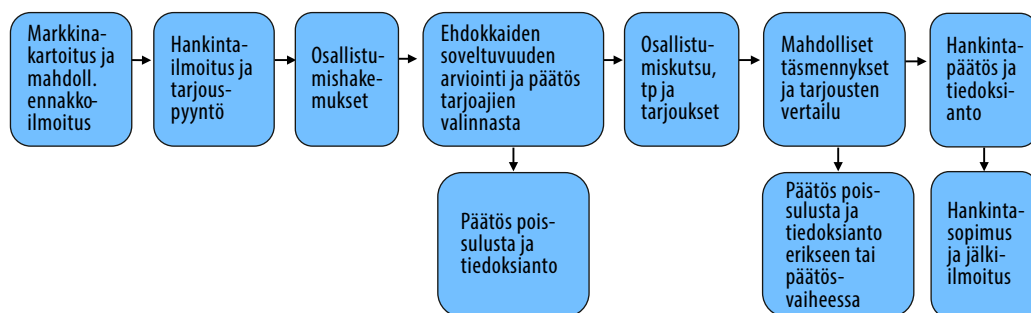 Markkina-
kartoitus ja
mahdoll.
ennakko-
ilmoitus
Hankinta-
ilmoitus ja
tarjous-
pyyntö
Osallistu-
mishake-
mukset
Ehdokkaiden
soveltuvuuden
arviointi ja päätös
tarjoajien
valinnasta
Osallistu-
miskutsu,
tp ja
tarjoukset
Mahdolliset
täsmennykset
ja tarjousten
vertailu
Hankinta-
päätös ja
tiedoksi-
anto
Päätös pois-
sulusta ja
tiedoksianto
Päätös pois-
sulusta ja
tiedoksianto
erikseen tai
päätös-
vaiheessa
Hankinta-
sopimus
ja jälki-
ilmoitus